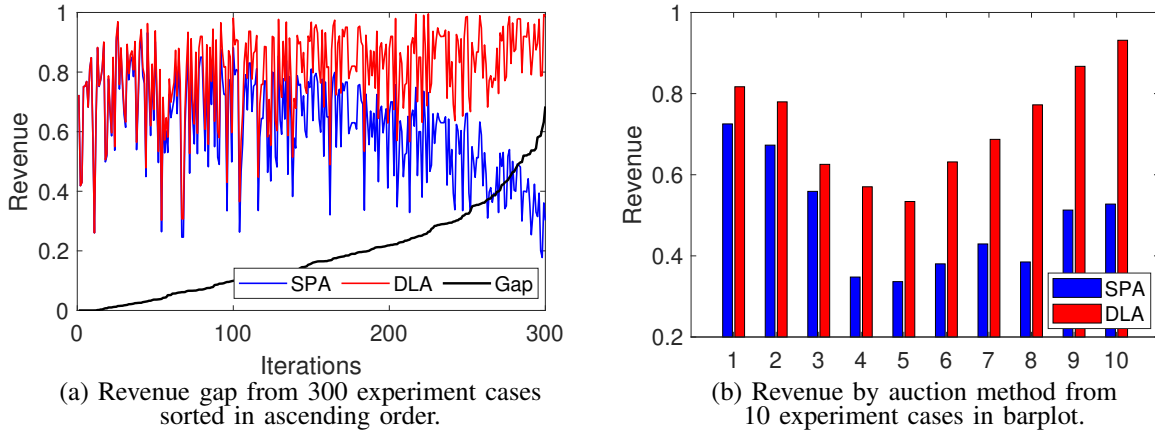 1
0.8
0.6
0.4
0.2
0
Revenue
0
100
200
300
Iterations
SPA
DLA
Gap
(a) Revenue gap from 300 experiment cases
sorted in ascending order.
1
0.8
0.6
0.4
0.2
Revenue
1 2 3 4 5 6 7 8 9 10
SPA
DLA
(b) Revenue by auction method from
10 experiment cases in barplot.